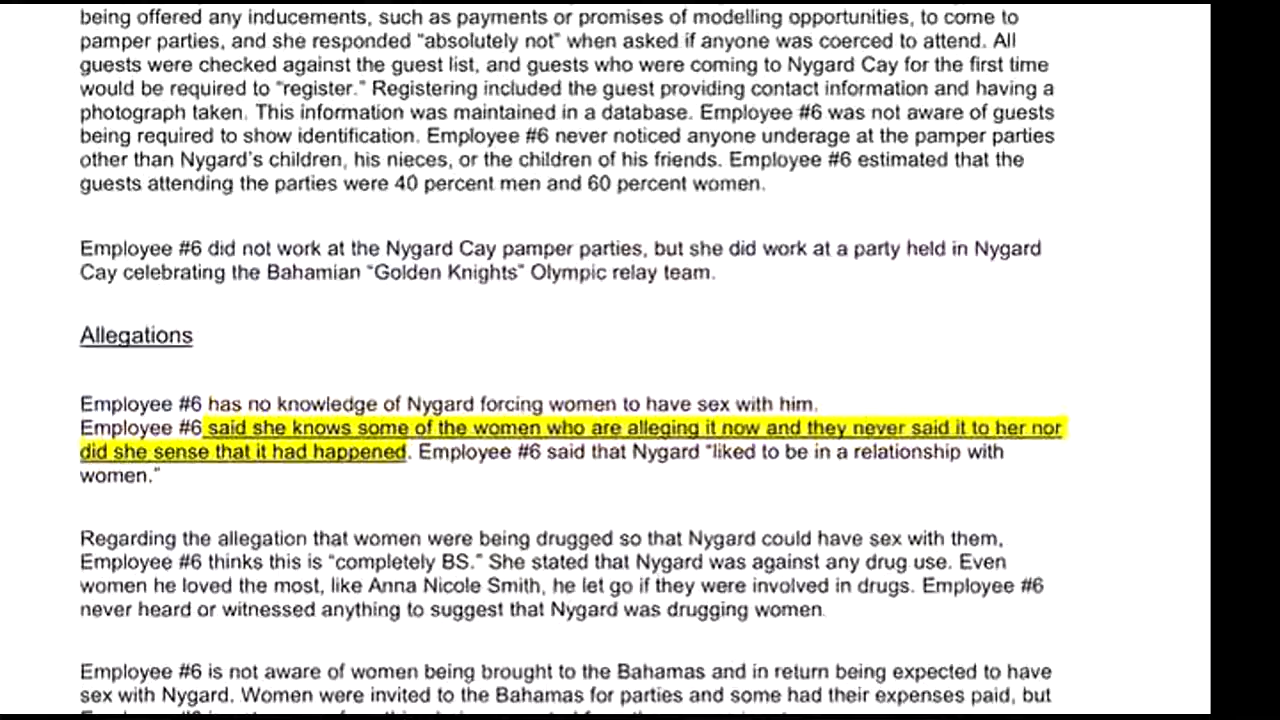 being offered any inducements, such as payments or promises of modelling opportunities, to come to
pamper parties, and she responded "absolutely not" when asked if anyone was coerced to attend. All
guests were checked against the guest list, and guests who were coming to Nygard Cay for the first time
would be required to "register." Registering included the guest providing contact information and having a
photograph taken. This information was maintained in a database. Employee #6 was not aware of guests
being required to show identification. Employee #6 never noticed anyone underage at the pamper parties
other than Nygard's children, his nieces, or the children of his friends. Employee #6 estimated that the
guests attending the parties were 40 percent men and 60 percent women.
Employee #6 did not work at the Nygard Cay pamper parties, but she did work at a party held in Nygard
Cay celebrating the Bahamian "Golden Knights" Olympic relay team.
Allegations
Employee #6 has no knowledge of Nygard forcing women to have sex with him.
Employee #6 said she knows some of the women who are alleging it now and they never said it to her nor
did she sense that it had happened. Employee #6 said that Nygard "liked to be in a relationship with
women."
Regarding the allegation that women were being drugged so that Nygard could have sex with them,
Employee #6 thinks this is "completely BS." She stated that Nygard was against any drug use. Even
women he loved the most, like Anna Nicole Smith, he let go if they were involved in drugs. Employee #6
never heard or witnessed anything to suggest that Nygard was drugging women.
Employee #6 is not aware of women being brought to the Bahamas and in return being expected to have
sex with Nygard. Women were invited to the Bahamas for parties and some had their expenses paid, but